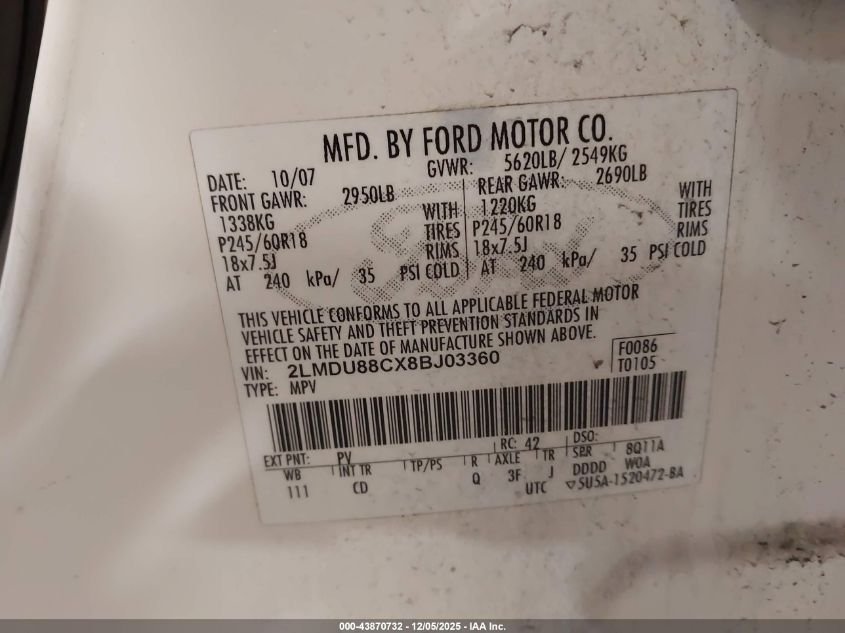 MFD. BY FORD MOTOR CO.
DATE: 10/07 GVWR: 5620LB/ 2549KG
FRONT GAWR: 2950LB REAR GAWR: 2690LB
1338KG WITH 1220KG WITH
P245/60R18 TIRES P245/60R18 TIRES
18x7.5J RIMS 18x7.5J RIMS
AT 240 kPa/ 35 PSI COLD AT 240 kPa/ 35 PSI COLD
THIS VEHICLE CONFORMS TO ALL APPLICABLE FEDERAL MOTOR
VEHICLE SAFETY AND THEFT PREVENTION STANDARDS IN
EFFECT ON THE DATE OF MANUFACTURE SHOWN ABOVE.
VIN: 2LMDU88CX8BJ03360 F0086
TYPE: MPV T0105
EXT PNT: PV RC: 42 DSO:
WB INT TR TP/PS R AXLE TR SPR 8Q11A
111 CD Q 3F J DDDD WOA
UTC ▽5U5A-1520472-BA
000-43870732 - 12/05/2025 - IAA Inc.